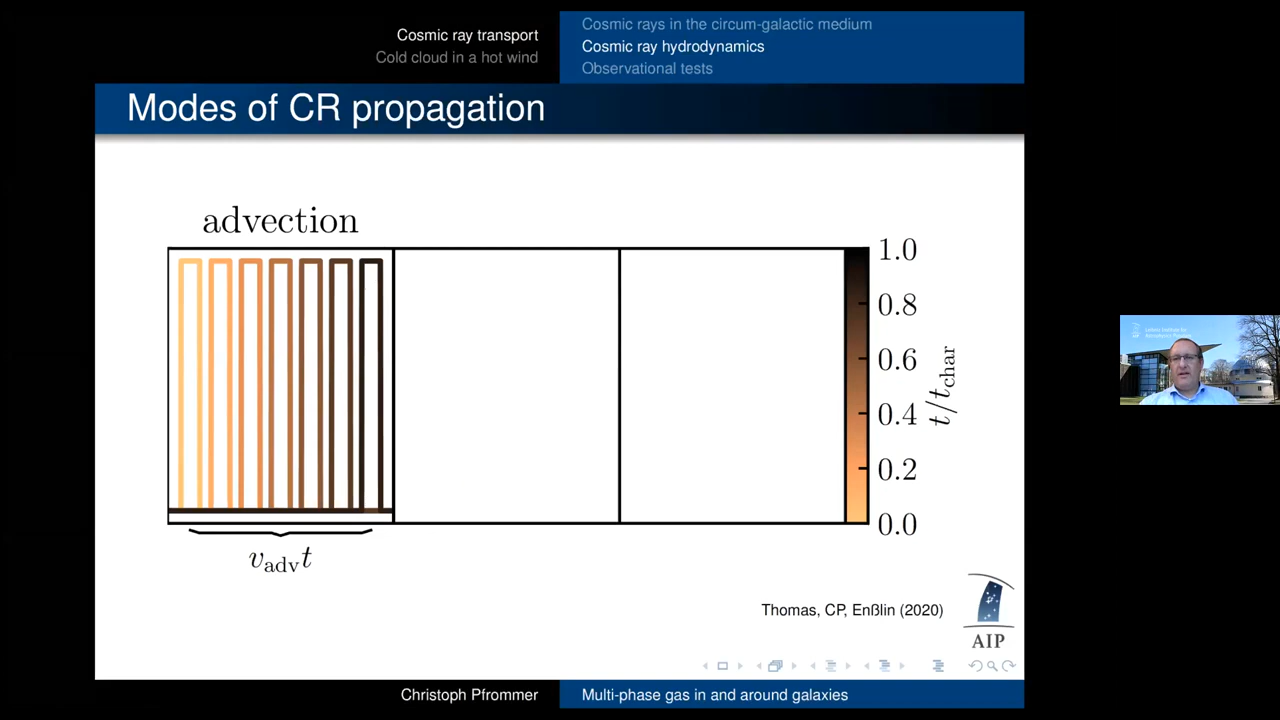 Cosmic ray transport
Cold cloud in a hot wind
Cosmic rays in the circum-galactic medium
Cosmic ray hydrodynamics
Observational tests
Modes of CR propagation
advection
1.0
0.8
0.6
0.4
0.2
0.0
t/t_char
v_adv t
Thomas, CP, Enßlin (2020)
AIP
Christoph Pfrommer
Multi-phase gas in and around galaxies